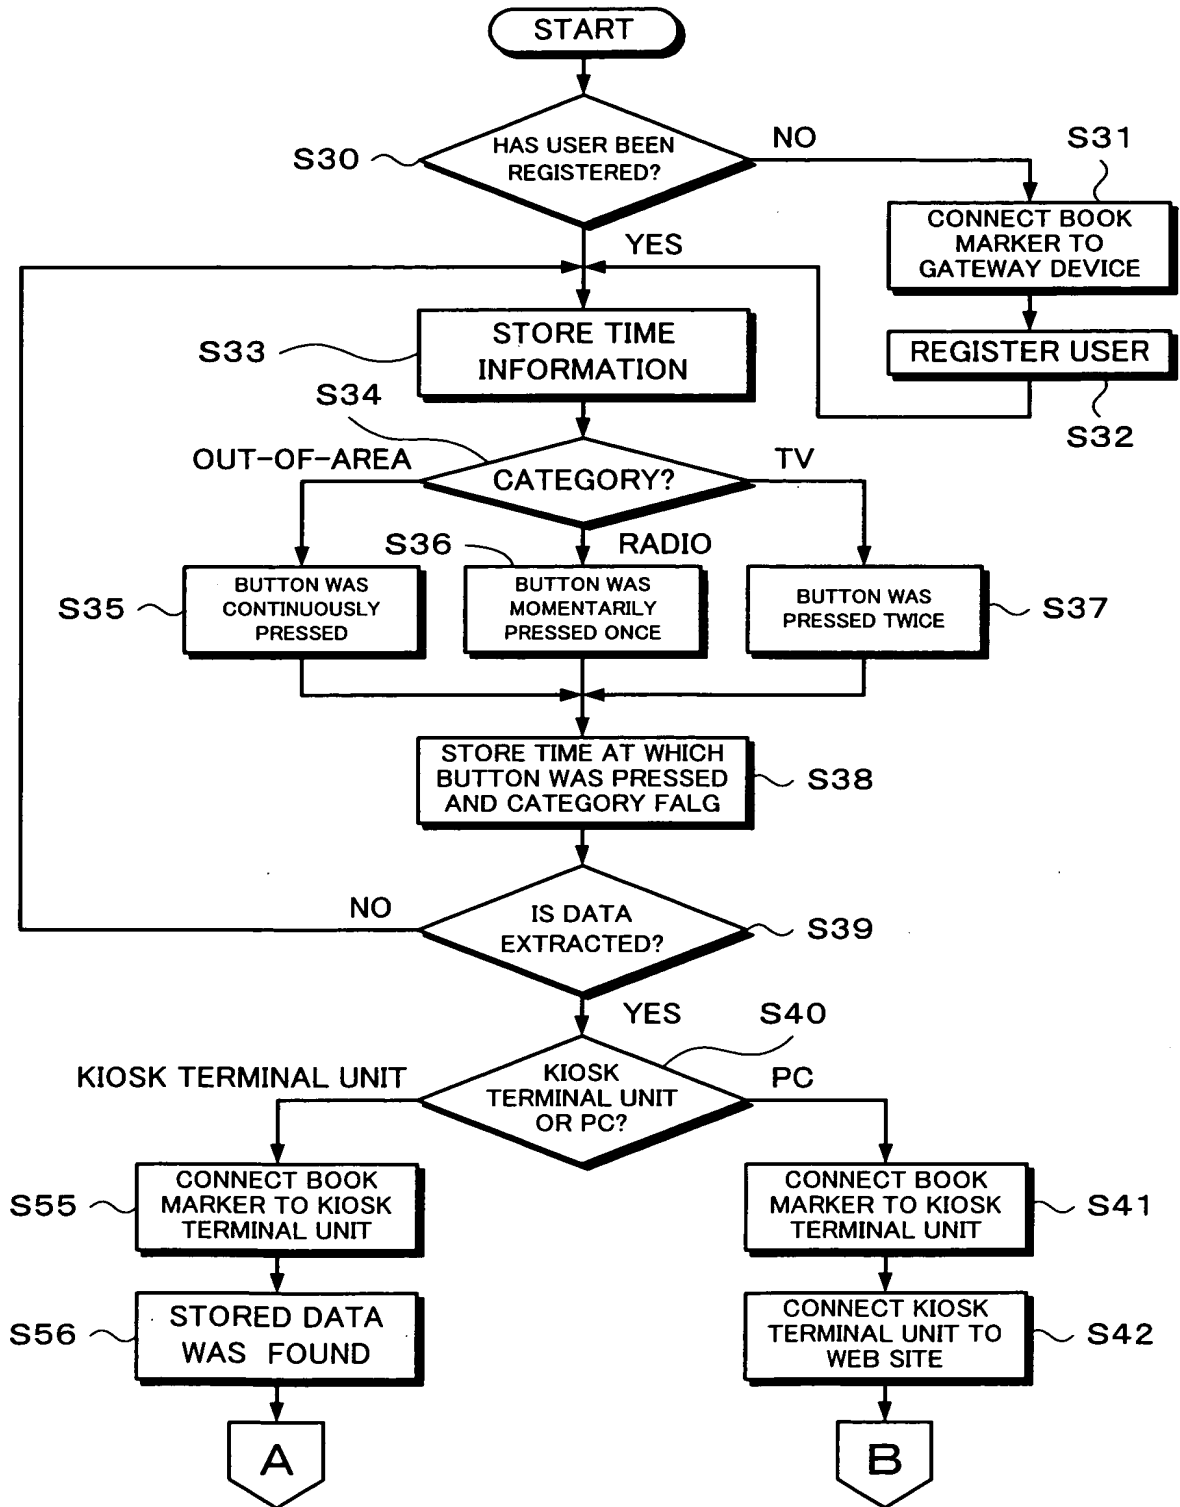 START
S30
HAS USER BEEN
REGISTERED?
NO
YES
S31
CONNECT BOOK
MARKER TO
GATEWAY DEVICE
REGISTER USER
S32
S33
STORE TIME
INFORMATION
S34
OUT-OF-AREA
CATEGORY?
TV
S36
RADIO
S35
BUTTON WAS
CONTINUOUSLY
PRESSED
BUTTON WAS
MOMENTARILY
PRESSED ONCE
BUTTON WAS
PRESSED TWICE
S37
STORE TIME AT WHICH
BUTTON WAS PRESSED
AND CATEGORY FALG
S38
NO
IS DATA
EXTRACTED?
S39
YES
S40
KIOSK TERMINAL UNIT
KIOSK
TERMINAL UNIT
OR PC?
PC
S55
CONNECT BOOK
MARKER TO KIOSK
TERMINAL UNIT
CONNECT BOOK
MARKER TO KIOSK
TERMINAL UNIT
S41
S56
STORED DATA
WAS FOUND
CONNECT KIOSK
TERMINAL UNIT TO
WEB SITE
S42
A
B